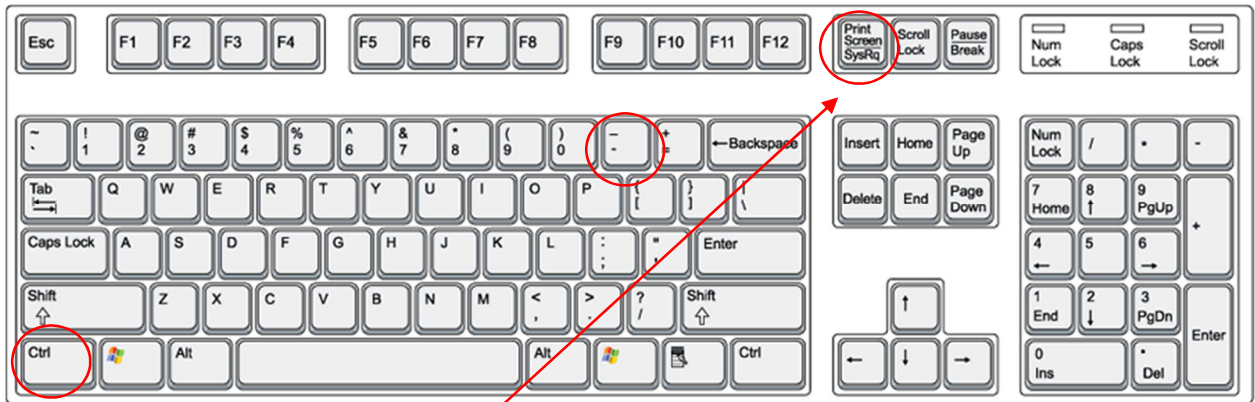 Esc F1 F2 F3 F4 F5 F6 F7 F8 F9 F10 F11 F12 Print Screen SysRq Scroll Lock Pause Break Num Lock Caps Lock Scroll Lock
~ ` ! 1 @ 2 # 3 $ 4 % 5 ^ 6 & 7 * 8 ( 9 ) 0 – - + = ←Backspace Insert Home Page Up Num Lock / * -
Tab Q W E R T Y U I O P { [ } ] | \ Delete End Page Down 7 Home 8 ↑ 9 PgUp +
Caps Lock A S D F G H J K L : ; " ' Enter 4 ← 5 6 →
Shift Z X C V B N M < , > . ? / Shift ↑ 1 End 2 ↓ 3 PgDn Enter
Ctrl Alt Alt Ctrl ← ↓ → 0 Ins . Del